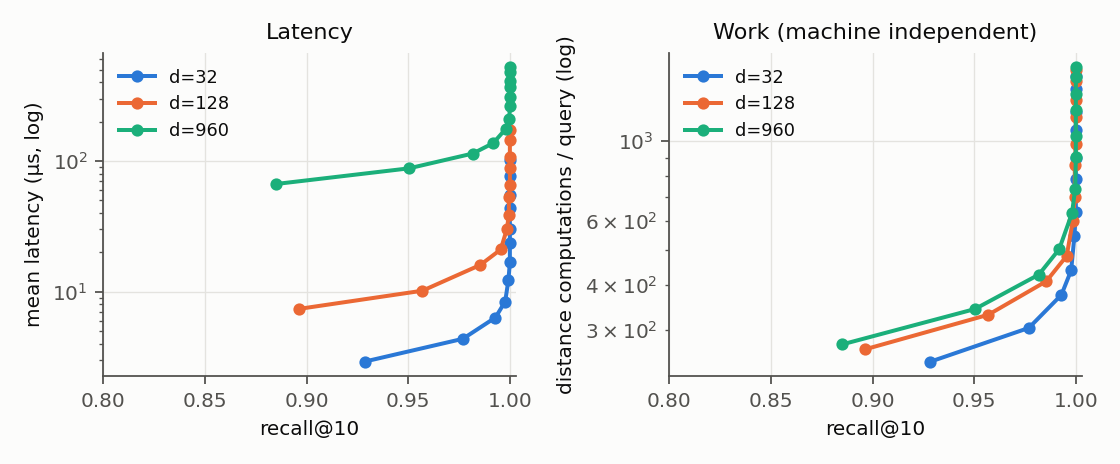 Latency
mean latency (µs, log)
d=32
d=128
d=960
10²
10¹
0.80 0.85 0.90 0.95 1.00
recall@10
Work (machine independent)
distance computations / query (log)
d=32
d=128
d=960
10³
6 × 10²
4 × 10²
3 × 10²
0.80 0.85 0.90 0.95 1.00
recall@10